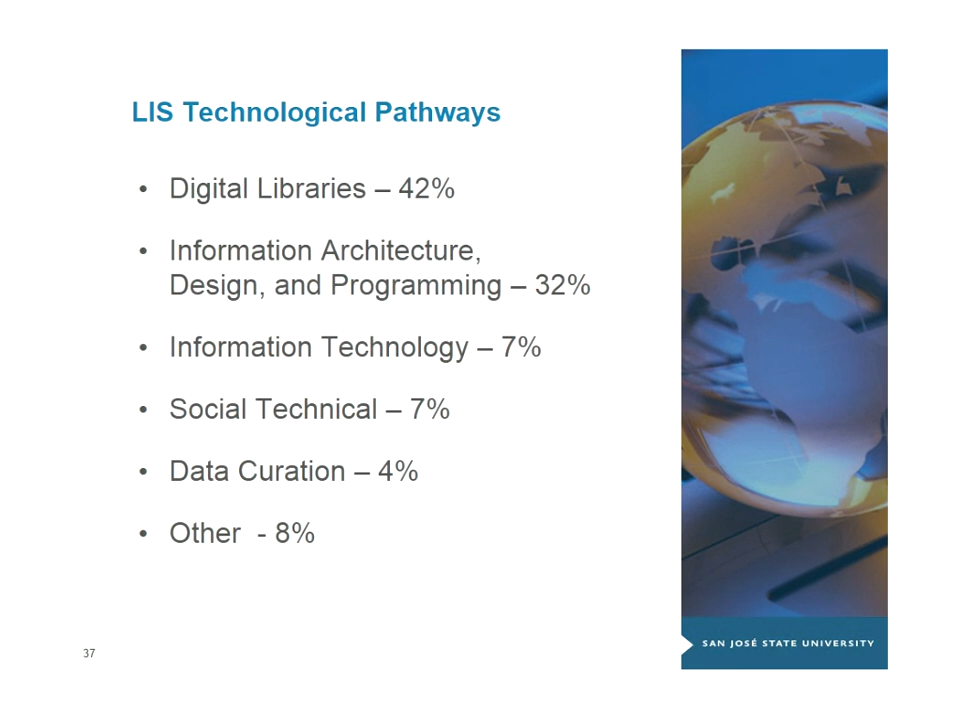 LIS Technological Pathways
• Digital Libraries – 42%
• Information Architecture,
Design, and Programming – 32%
• Information Technology – 7%
• Social Technical – 7%
• Data Curation – 4%
• Other  - 8%
37
SAN JOSÉ STATE UNIVERSITY